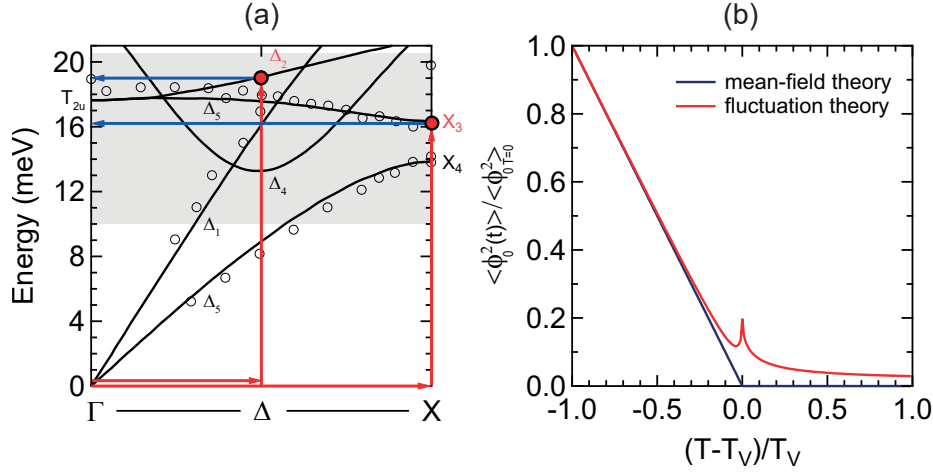 (a)
Energy (meV)
20
16
12
8
4
0
T2u
Δ2
Δ5
X3
X4
Δ4
Δ1
Δ5
Γ
Δ
X
(b)
<ϕ₀²(t)>/<ϕ₀²>T=0
1.0
0.8
0.6
0.4
0.2
0.0
mean-field theory
fluctuation theory
-1.0
-0.5
0.0
0.5
1.0
(T-TV)/TV